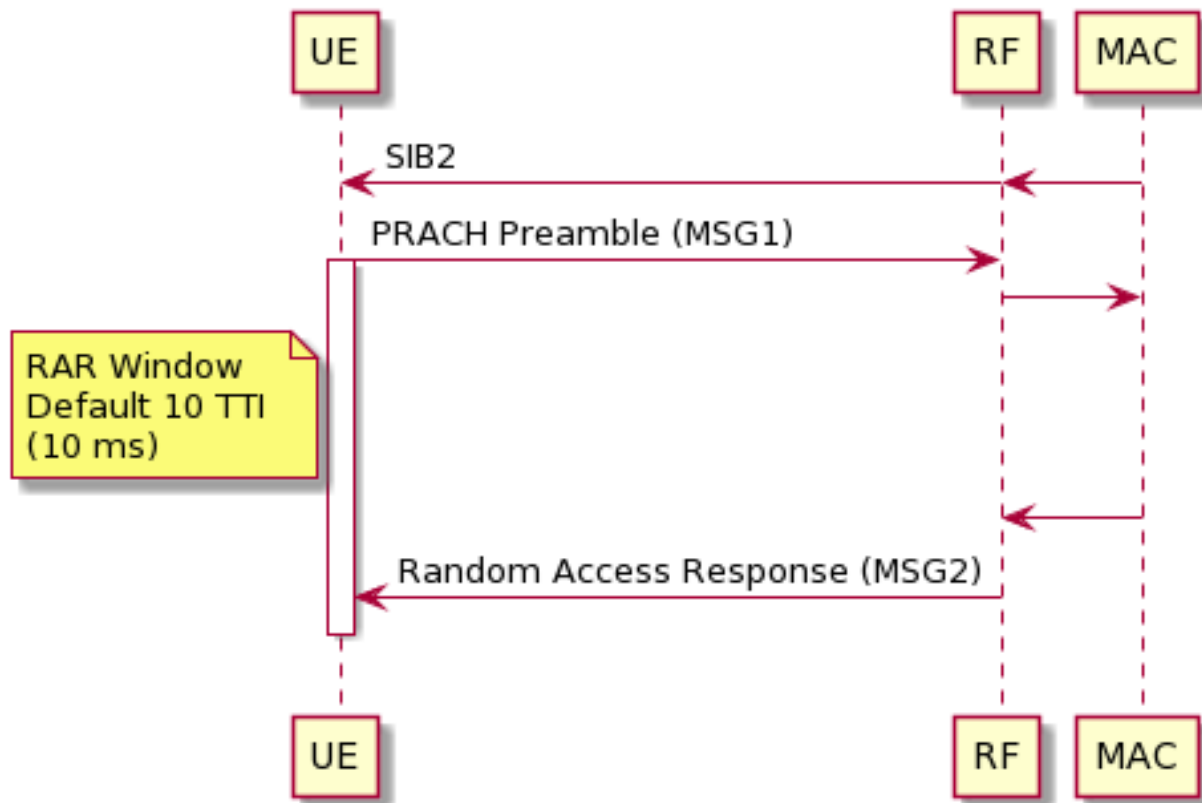 UE
RF
MAC
SIB2
PRACH Preamble (MSG1)
RAR Window
Default 10 TTI
(10 ms)
Random Access Response (MSG2)
UE
RF
MAC